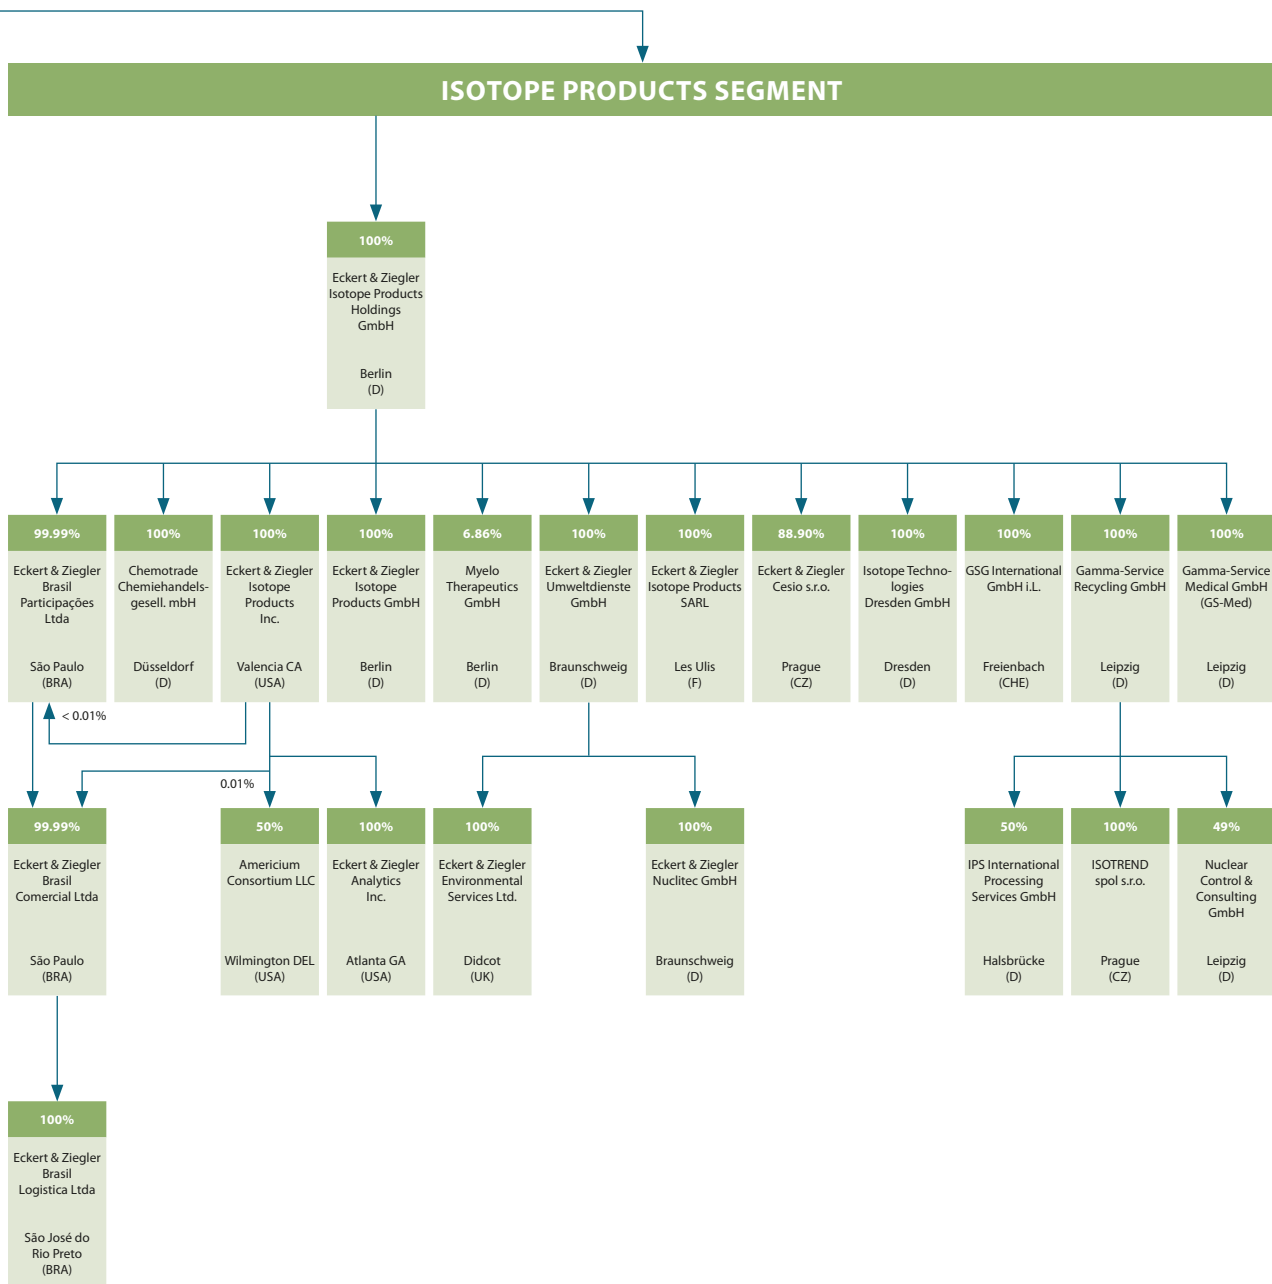 ISOTOPE PRODUCTS SEGMENT
100%
Eckert & Ziegler
Isotope Products
Holdings
GmbH
Berlin
(D)
99.99%
Eckert & Ziegler
Brasil
Participações
Ltda
São Paulo
(BRA)
100%
Chemotrade
Chemiehandels-
gesell. mbH
Düsseldorf
(D)
100%
Eckert & Ziegler
Isotope
Products
Inc.
Valencia CA
(USA)
100%
Eckert & Ziegler
Isotope
Products GmbH
Berlin
(D)
6.86%
Myelo
Therapeutics
GmbH
Berlin
(D)
100%
Eckert & Ziegler
Umweltdienste
GmbH
Braunschweig
(D)
100%
Eckert & Ziegler
Isotope Products
SARL
Les Ulis
(F)
88.90%
Eckert & Ziegler
Cesio s.r.o.
Prague
(CZ)
100%
Isotope Techno-
logies
Dresden GmbH
Dresden
(D)
100%
GSG International
GmbH i.L.
Freienbach
(CHE)
100%
Gamma-Service
Recycling GmbH
Leipzig
(D)
100%
Gamma-Service
Medical GmbH
(GS-Med)
Leipzig
(D)
< 0.01%
0.01%
99.99%
Eckert & Ziegler
Brasil
Comercial Ltda
São Paulo
(BRA)
50%
Americium
Consortium LLC
Wilmington DEL
(USA)
100%
Eckert & Ziegler
Analytics
Inc.
Atlanta GA
(USA)
100%
Eckert & Ziegler
Environmental
Services Ltd.
Didcot
(UK)
100%
Eckert & Ziegler
Nuclitec GmbH
Braunschweig
(D)
50%
IPS International
Processing
Services GmbH
Halsbrücke
(D)
100%
ISOTREND
spol s.r.o.
Prague
(CZ)
49%
Nuclear
Control &
Consulting
GmbH
Leipzig
(D)
100%
Eckert & Ziegler
Brasil
Logistica Ltda
São José do
Rio Preto
(BRA)